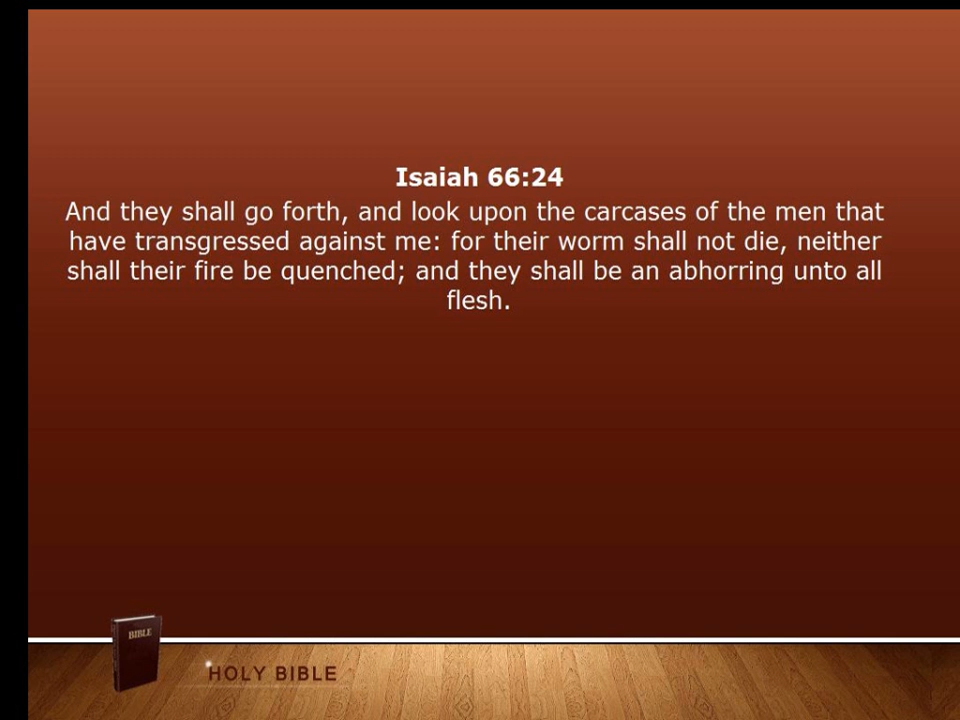 Isaiah 66:24
And they shall go forth, and look upon the carcases of the men that
have transgressed against me: for their worm shall not die, neither
shall their fire be quenched; and they shall be an abhorring unto all
flesh.
BIBLE
HOLY BIBLE